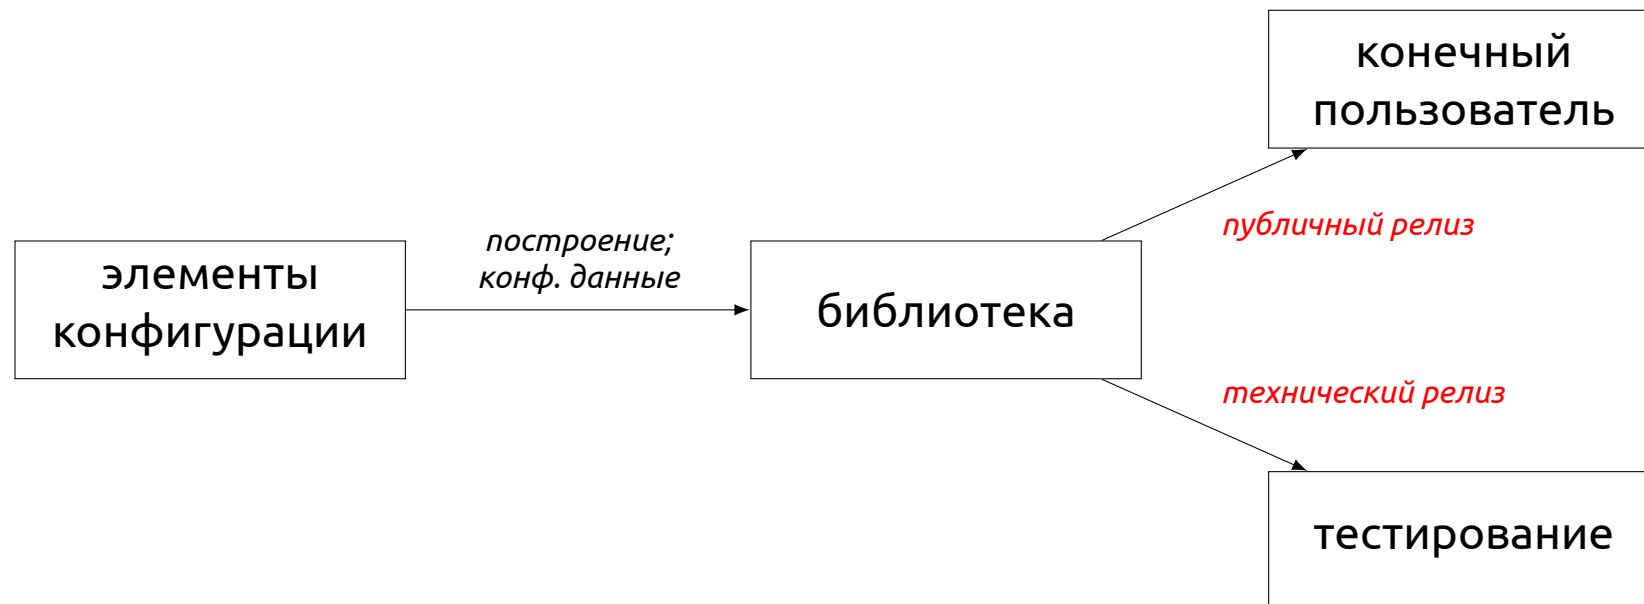 конечный
пользователь
публичный релиз
построение;
конф. данные
элементы
конфигурации
библиотека
технический релиз
тестирование